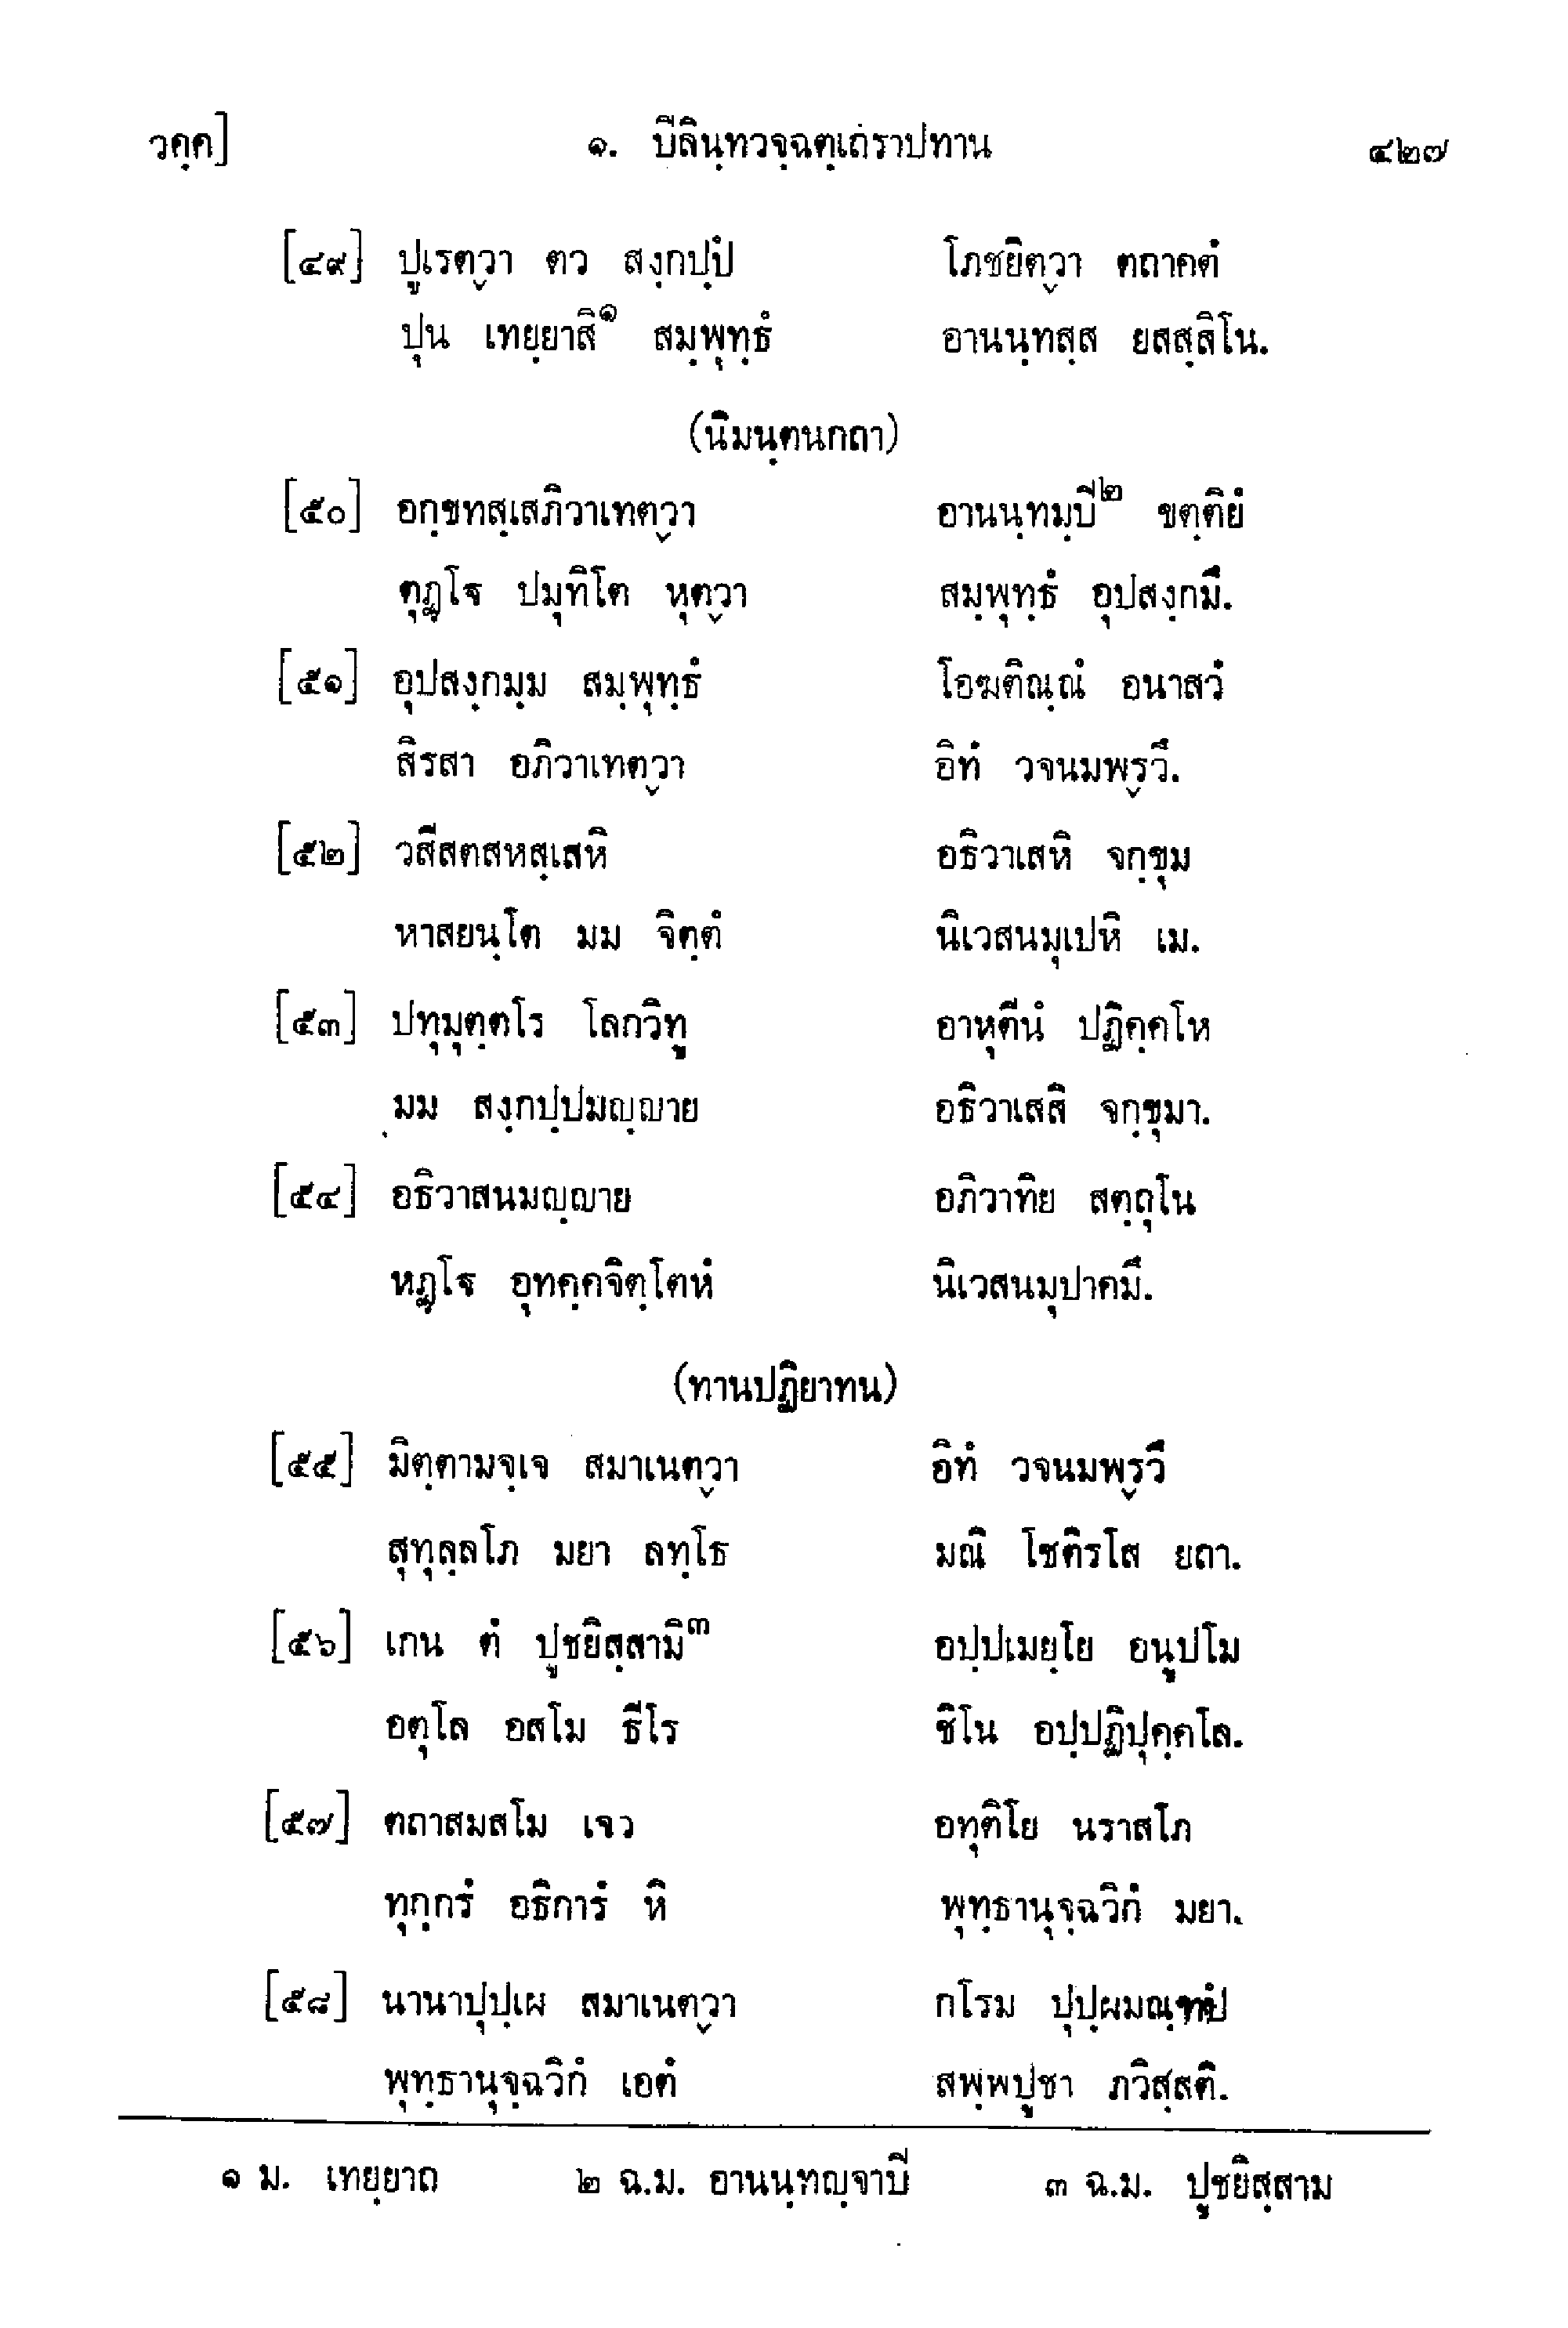 วคฺค]	๑. ปิลินฺทวจฺฉตฺเถราปทาน	๔๒๗
[๔๙] ปูเรตฺวา ตว สงฺกปฺปํ	โภชยิตฺวา ตถาคตํ
ปุน เทยฺยาสิ๑ สมฺพุทฺธํ	อานนฺทสฺส ยสสฺสิโน.
(นิมนฺตนกถา)
[๕๐] อกฺขทสฺเสภิวาเทตฺวา	อานนฺทมฺปิ๒ ขตฺติยํ
ตุฏฺโฐ ปมุทิโต หุตฺวา	สมฺพุทฺธํ อุปสงฺกมึ.
[๕๑] อุปสงฺกมฺม สมฺพุทฺธํ	โอฆติณฺณํ อนาสวํ
สิรสา อภิวาเทตฺวา	อิทํ วจนมพฺรวึ.
[๕๒] วสีสตสหสฺเสหิ	อธิวาเสหิ จกฺขุม
หาสยนฺโต มม จิตฺตํ	นิเวสนมุเปหิ เม.
[๕๓] ปทุมุตฺตโร โลกวิทู	อาหุตีนํ ปฏิคฺคโห
มม สงฺกปฺปมญฺญาย	อธิวาเสสิ จกฺขุมา.
[๕๔] อธิวาสนมญฺญาย	อภิวาทิย สตฺถุโน
หฏฺโฐ อุทคฺคจิตฺโตหํ	นิเวสนมุปาคมึ.
(ทานปฏิยาทน)
[๕๕] มิตฺตามจฺเจ สมาเนตฺวา	อิทํ วจนมพฺรวึ
สุทุลฺลโภ มยา ลทฺโธ	มณิ โชติรโส ยถา.
[๕๖] เกน ตํ ปูชยิสฺสามิ๓	อปฺปเมยฺโย อนูปโม
อตุโล อสโม ธีโร	ชิโน อปฺปฏิปุคฺคโล.
[๕๗] ตถาสมสโม เจว	อทุติโย นราสโภ
ทุกฺกรํ อธิการํ หิ	พุทฺธานุจฺฉวิกํ มยา.
[๕๘] นานาปุปฺเผ สมาเนตฺวา	กโรม ปุปฺผมณฺฑปํ
พุทฺธานุจฺฉวิกํ เอตํ	สพฺพปูชา ภวิสฺสติ.
๑ ม. เทยฺยาถ	๒ ฉ.ม. อานนฺทญฺจาปิ	๓ ฉ.ม. ปูชยิสฺสาม